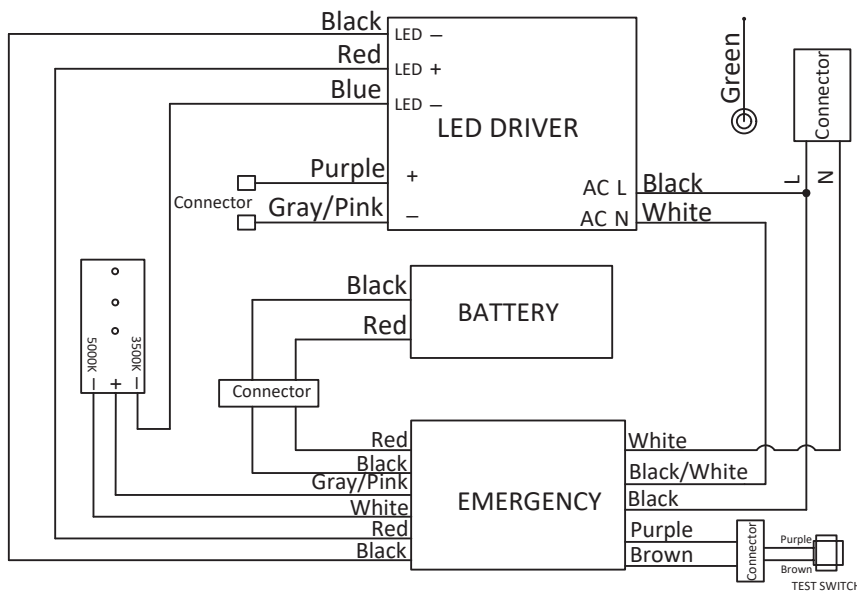 Black
LED –
Red
LED +
Blue
LED –
LED DRIVER
Purple
+
Connector
Gray/Pink
–
AC L
Black
AC N
White
Green
Connector
L
N
5000K –
+
3500K –
Black
Red
BATTERY
Connector
Red
Black
Gray/Pink
White
Red
Black
EMERGENCY
White
Black/White
Black
Purple
Brown
Connector
Purple
Brown
TEST SWITCH